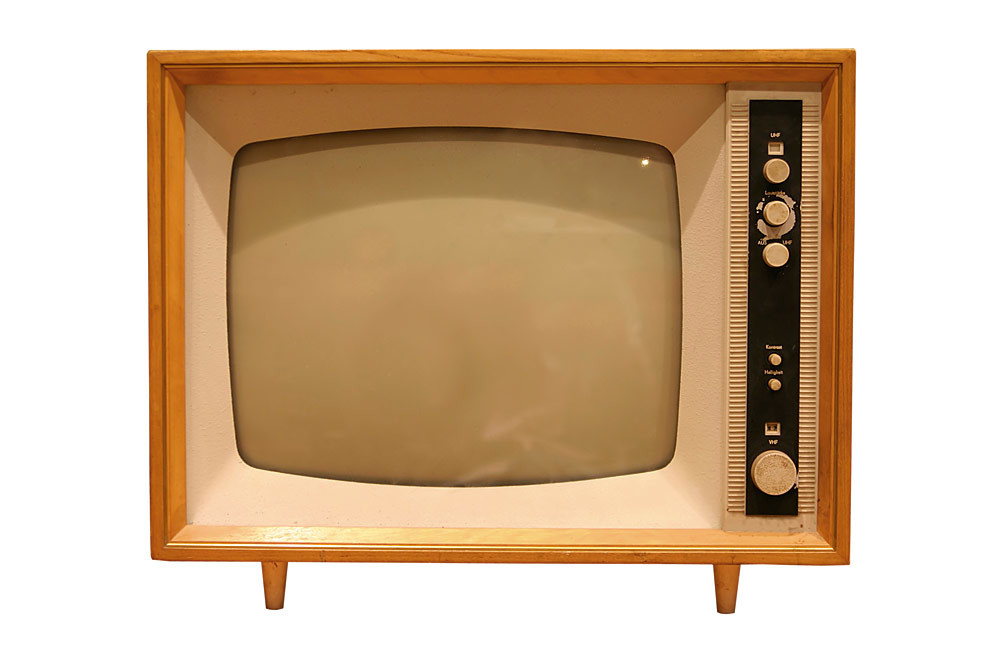 UHF
Lautstärke
AUS UHF
Kontrast
Helligkeit
VHF